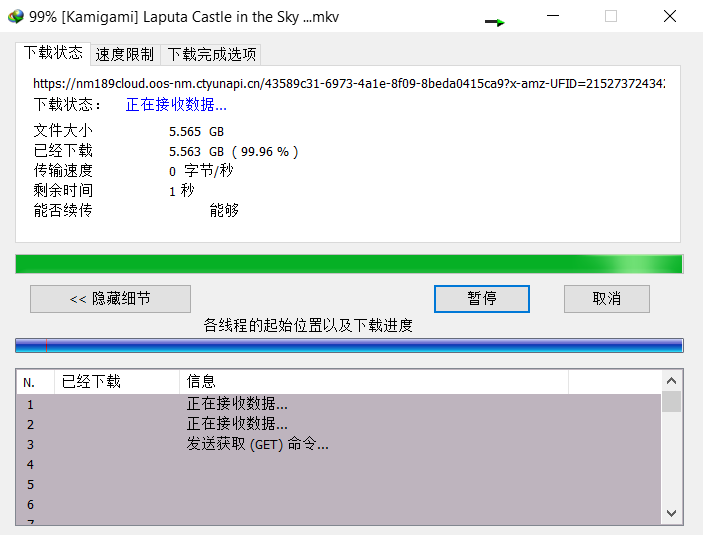 99% [Kamigami] Laputa Castle in the Sky ...mkv
下载状态 速度限制 下载完成选项
https://nm189cloud.oos-nm.ctyunapi.cn/43589c31-6973-4a1e-8f09-8beda0415ca9?x-amz-UFID=215273724342
下载状态： 正在接收数据...
文件大小 5.565 GB
已经下载 5.563 GB ( 99.96 % )
传输速度 0 字节/秒
剩余时间 1 秒
能否续传 能够
<< 隐藏细节 暂停 取消
各线程的起始位置以及下载进度
N. 已经下载 信息
1 正在接收数据...
2 正在接收数据...
3 发送获取 (GET) 命令...
4
5
6
7